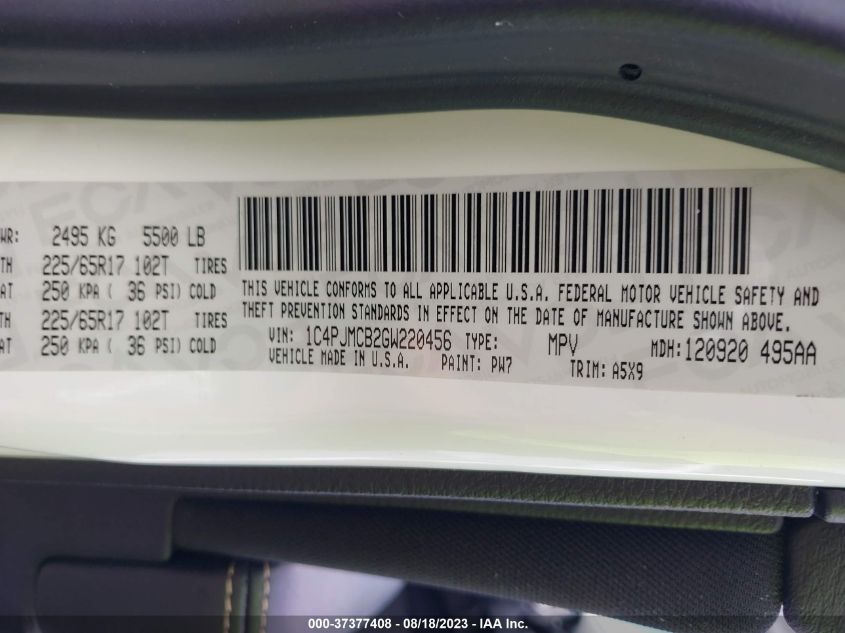 WR: 2495 KG 5500 LB
TH 225/65R17 102T TIRES
AT 250 KPA ( 36 PSI) COLD
TH 225/65R17 102T TIRES
AT 250 KPA ( 36 PSI) COLD
THIS VEHICLE CONFORMS TO ALL APPLICABLE U.S.A. FEDERAL MOTOR VEHICLE SAFETY AND
THEFT PREVENTION STANDARDS IN EFFECT ON THE DATE OF MANUFACTURE SHOWN ABOVE.
VIN: 1C4PJMCB2GW220456 TYPE: MPV MDH:120920 495AA
VEHICLE MADE IN U.S.A. PAINT: PW7 TRIM: A5X9
000-37377408 - 08/18/2023 - IAA Inc.